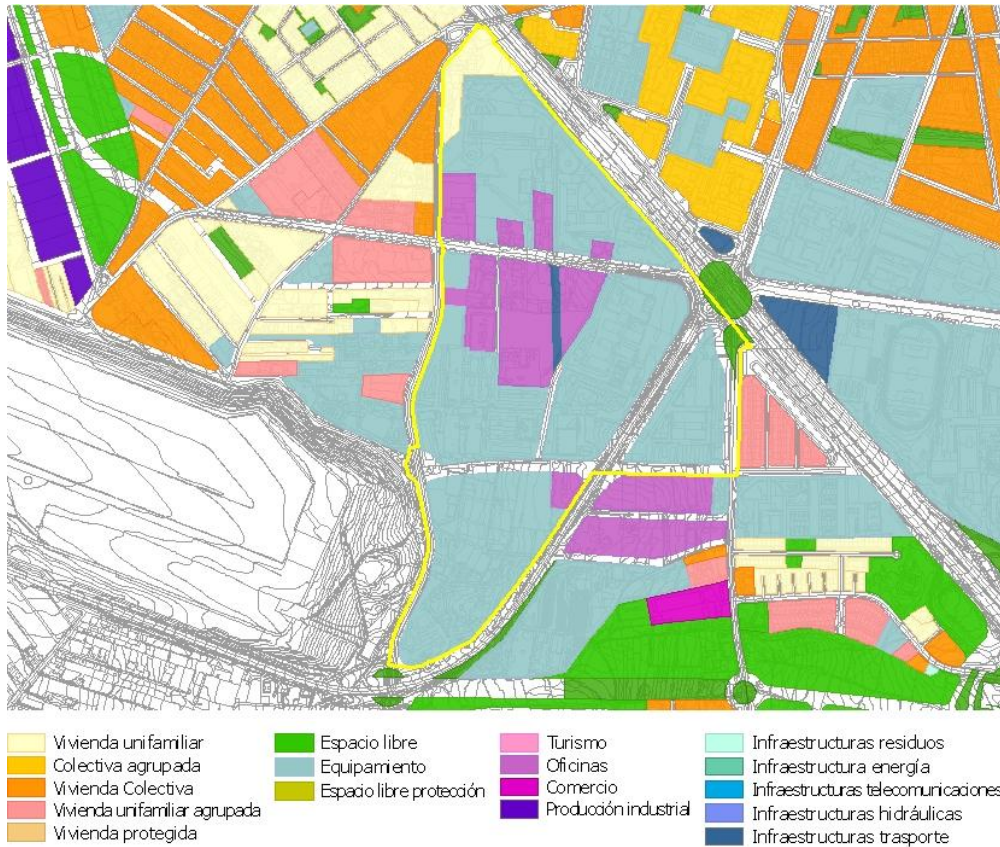 Vivienda unifamiliar
Colectiva agrupada
Vivienda Colectiva
Vivienda unifamiliar agrupada
Vivienda protegida
Espacio libre
Equipamiento
Espacio libre protección
Turismo
Oficinas
Comercio
Producción industrial
Infraestructuras residuos
Infraestructura energía
Infraestructuras telecomunicaciones
Infraestructuras hidráulicas
Infraestructuras trasporte